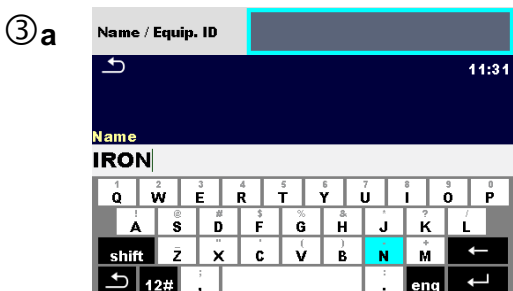 ③a
Name / Equip. ID
11:31
Name
IRON
1 2 3 4 5 6 7 8 9 0
Q W E R T Y U I O P
! @ # $ % & * ? /
A S D F G H J K L
_ " ' ( ) - +
shift Z X C V B N M ←
; :
12# , . eng